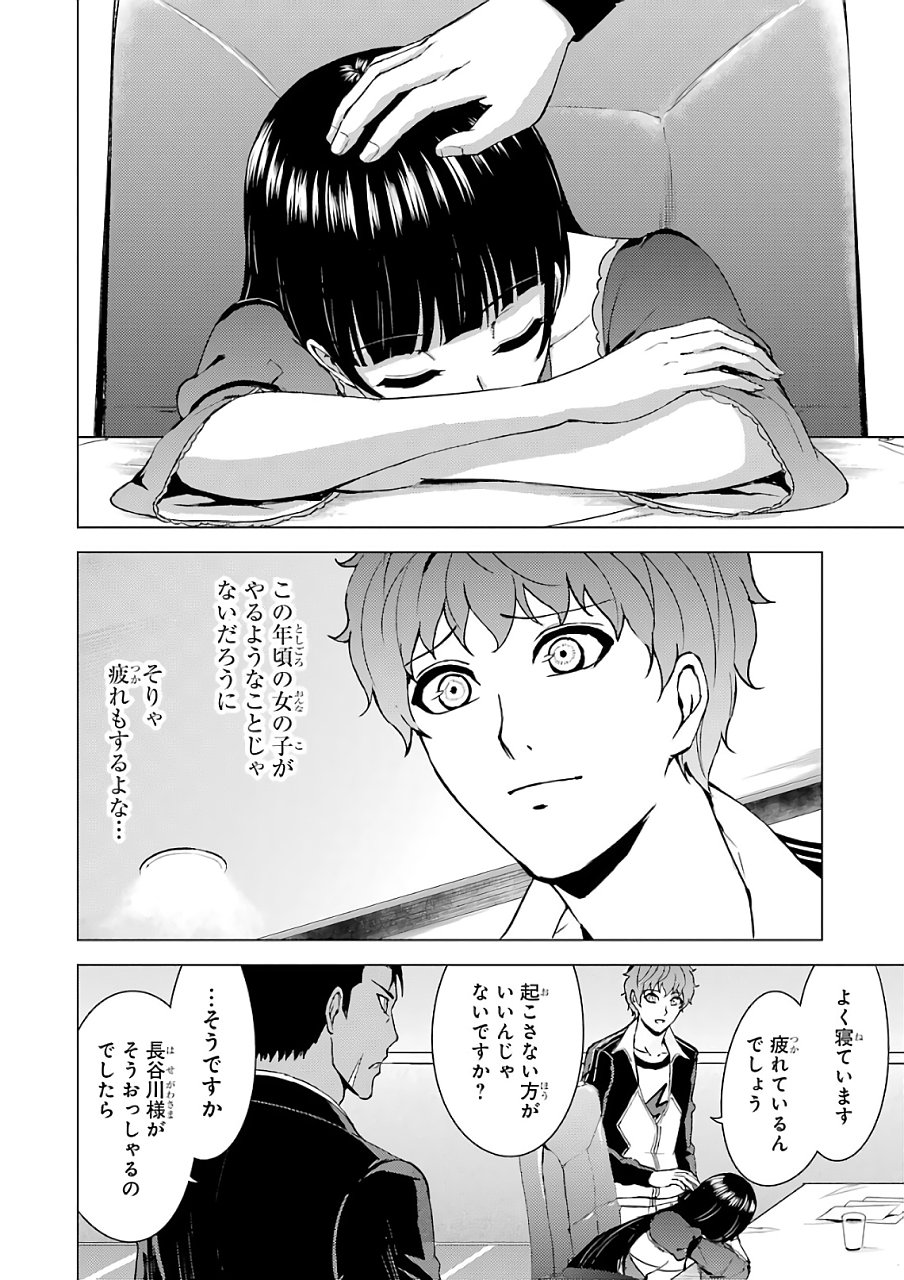 この年頃の女の子が
やるようなことじゃ
ないだろうに
そりゃ
疲れもするよな…
よく寝ています
疲れているん
でしょう
起こさない方が
いいんじゃ
ないですか？
…そうですか
長谷川様が
そうおっしゃるの
でしたら